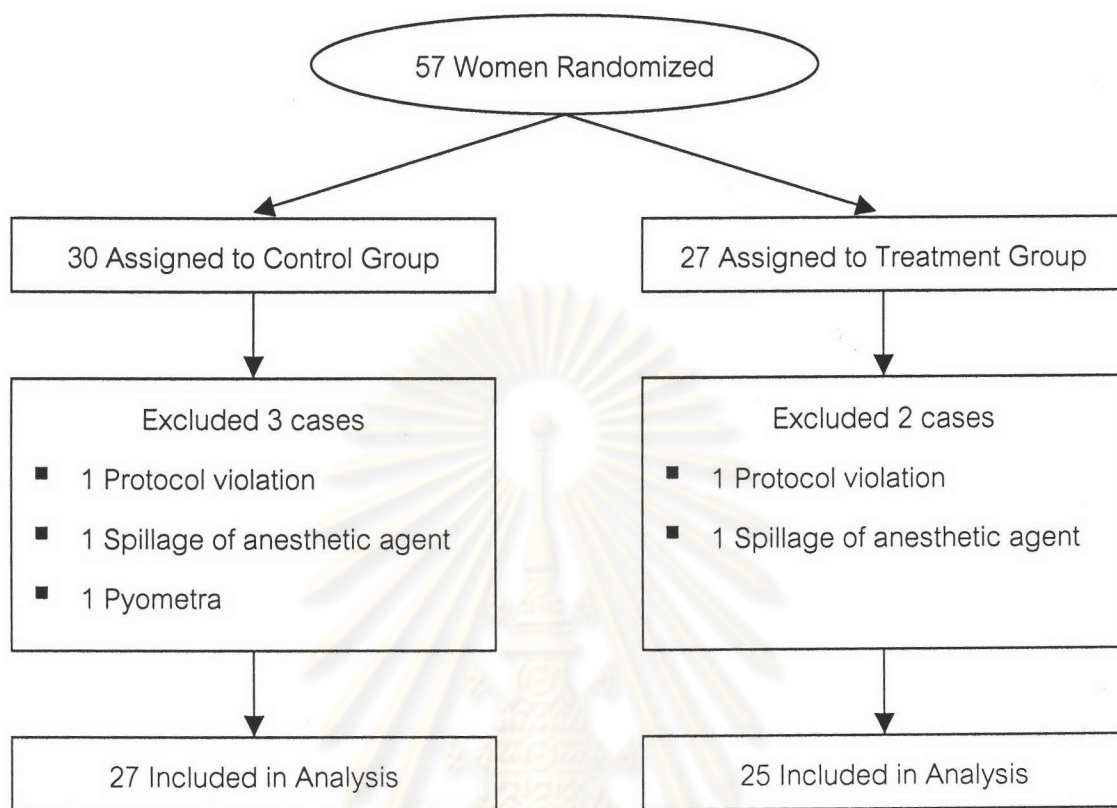 57 Women Randomized
30 Assigned to Control Group
27 Assigned to Treatment Group
Excluded 3 cases
■ 1 Protocol violation
■ 1 Spillage of anesthetic agent
■ 1 Pyometra
Excluded 2 cases
■ 1 Protocol violation
■ 1 Spillage of anesthetic agent
27 Included in Analysis
25 Included in Analysis